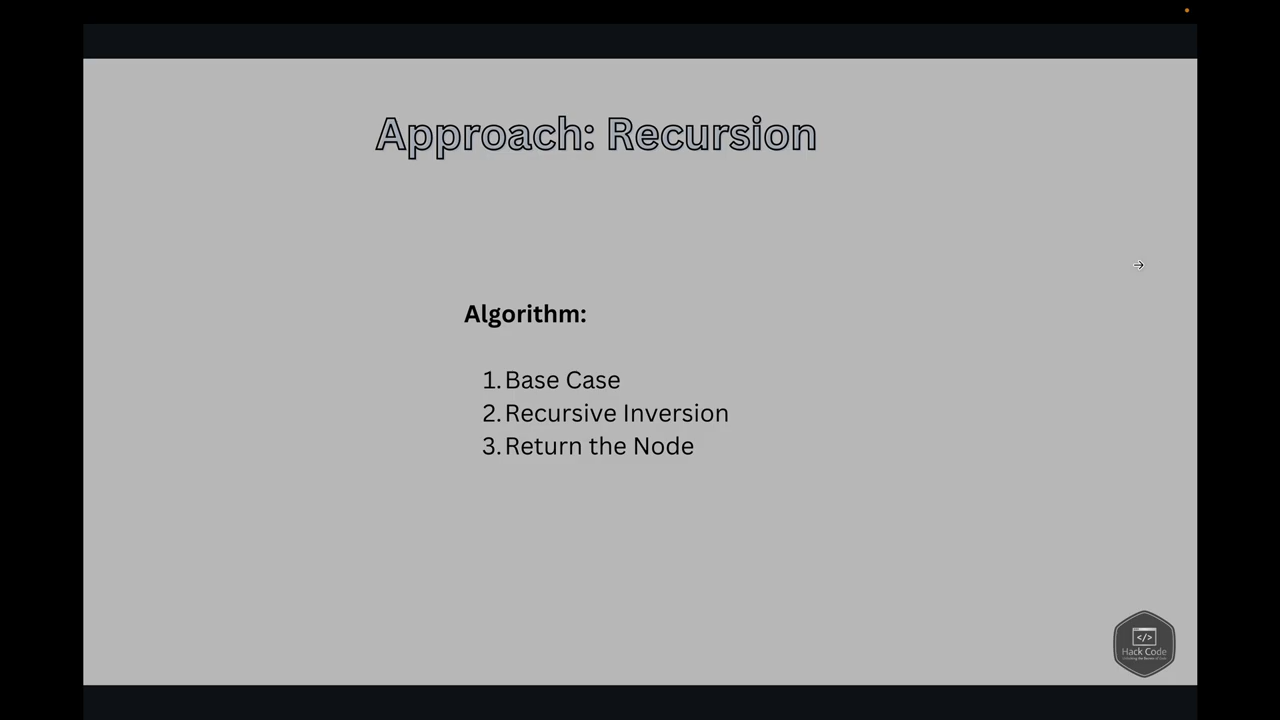 Approach: Recursion
Algorithm:
1. Base Case
2. Recursive Inversion
3. Return the Node
</>
Hack Code